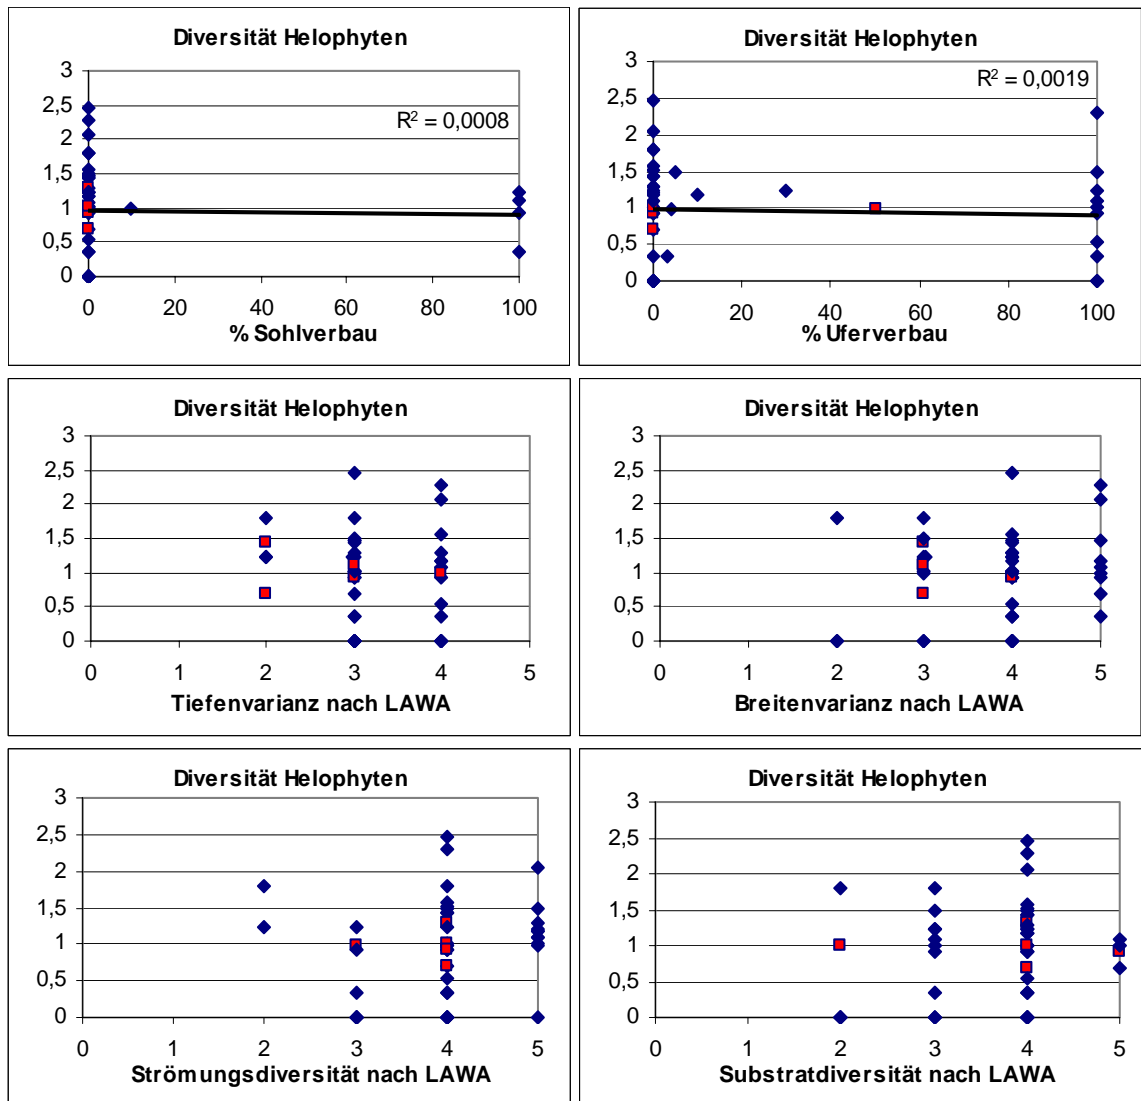 Diversität Helophyten
3
2,5
2
1,5
1
0,5
0
R² = 0,0008
0 20 40 60 80 100
% Sohlverbau
Diversität Helophyten
3
2,5
2
1,5
1
0,5
0
R² = 0,0019
0 20 40 60 80 100
% Uferverbau
Diversität Helophyten
3
2,5
2
1,5
1
0,5
0
0 1 2 3 4 5
Tiefenvarianz nach LAWA
Diversität Helophyten
3
2,5
2
1,5
1
0,5
0
0 1 2 3 4 5
Breitenvarianz nach LAWA
Diversität Helophyten
3
2,5
2
1,5
1
0,5
0
0 1 2 3 4 5
Strömungsdiversität nach LAWA
Diversität Helophyten
3
2,5
2
1,5
1
0,5
0
0 1 2 3 4 5
Substratdiversität nach LAWA